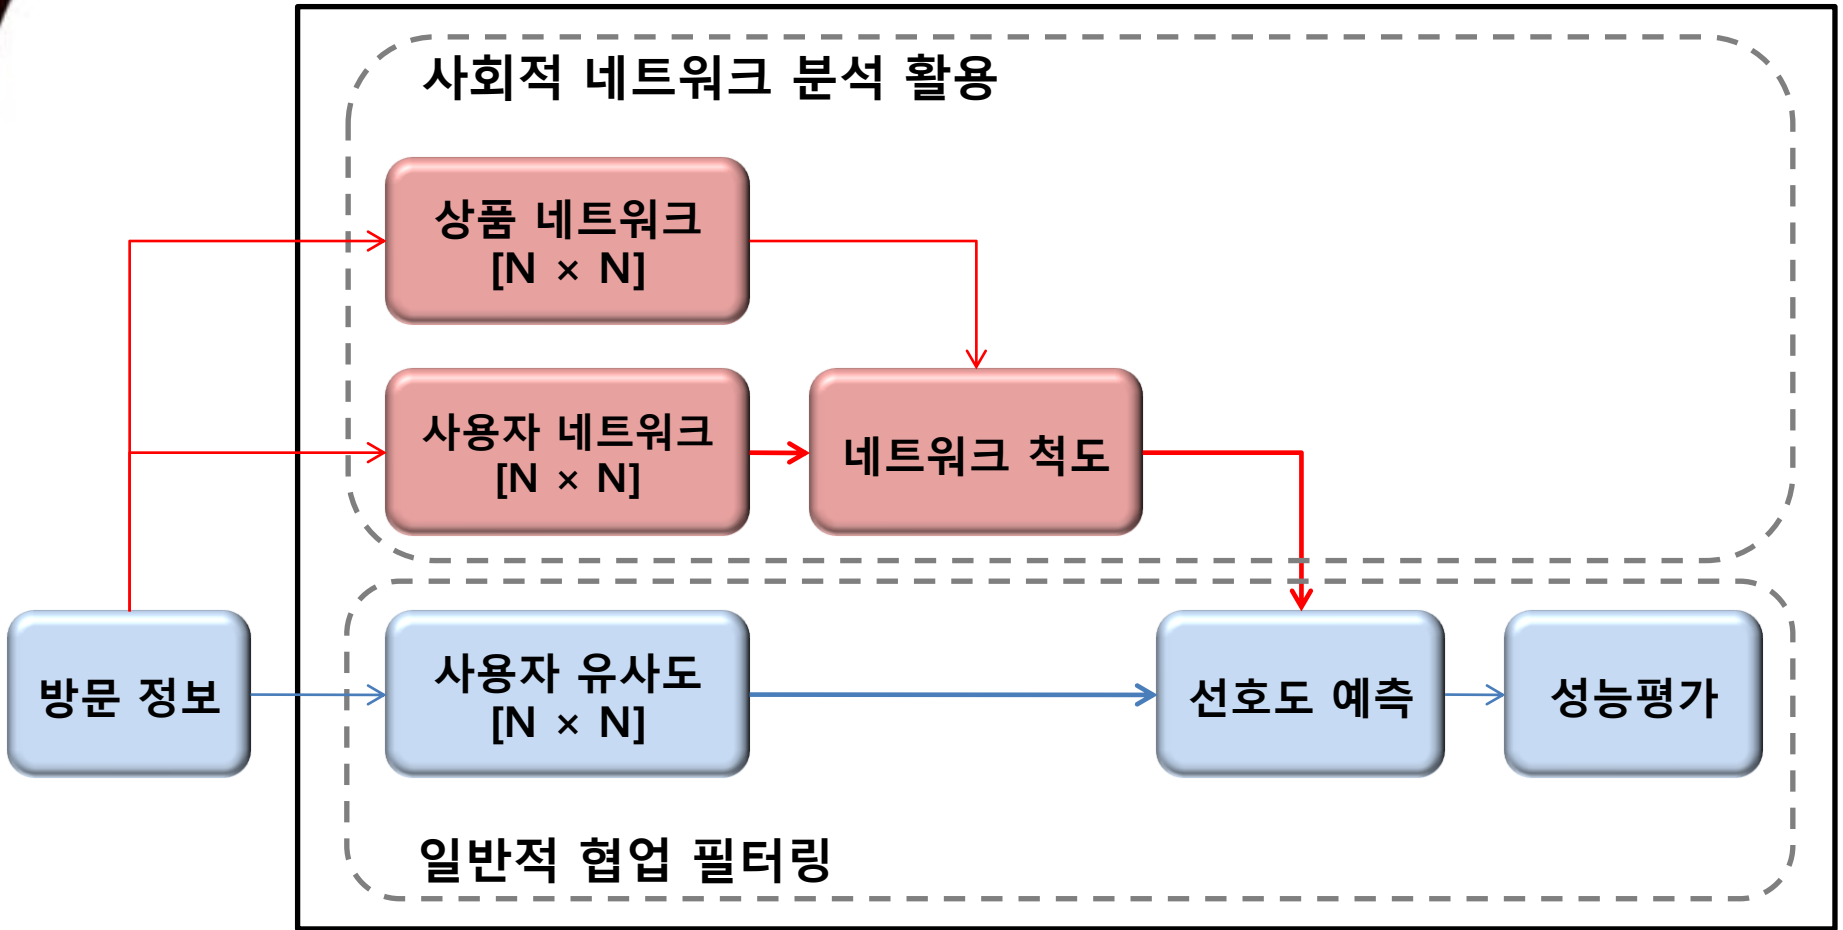 사회적 네트워크 분석 활용
상품 네트워크
[N × N]
사용자 네트워크
[N × N]
네트워크 척도
방문 정보
사용자 유사도
[N × N]
선호도 예측
성능평가
일반적 협업 필터링